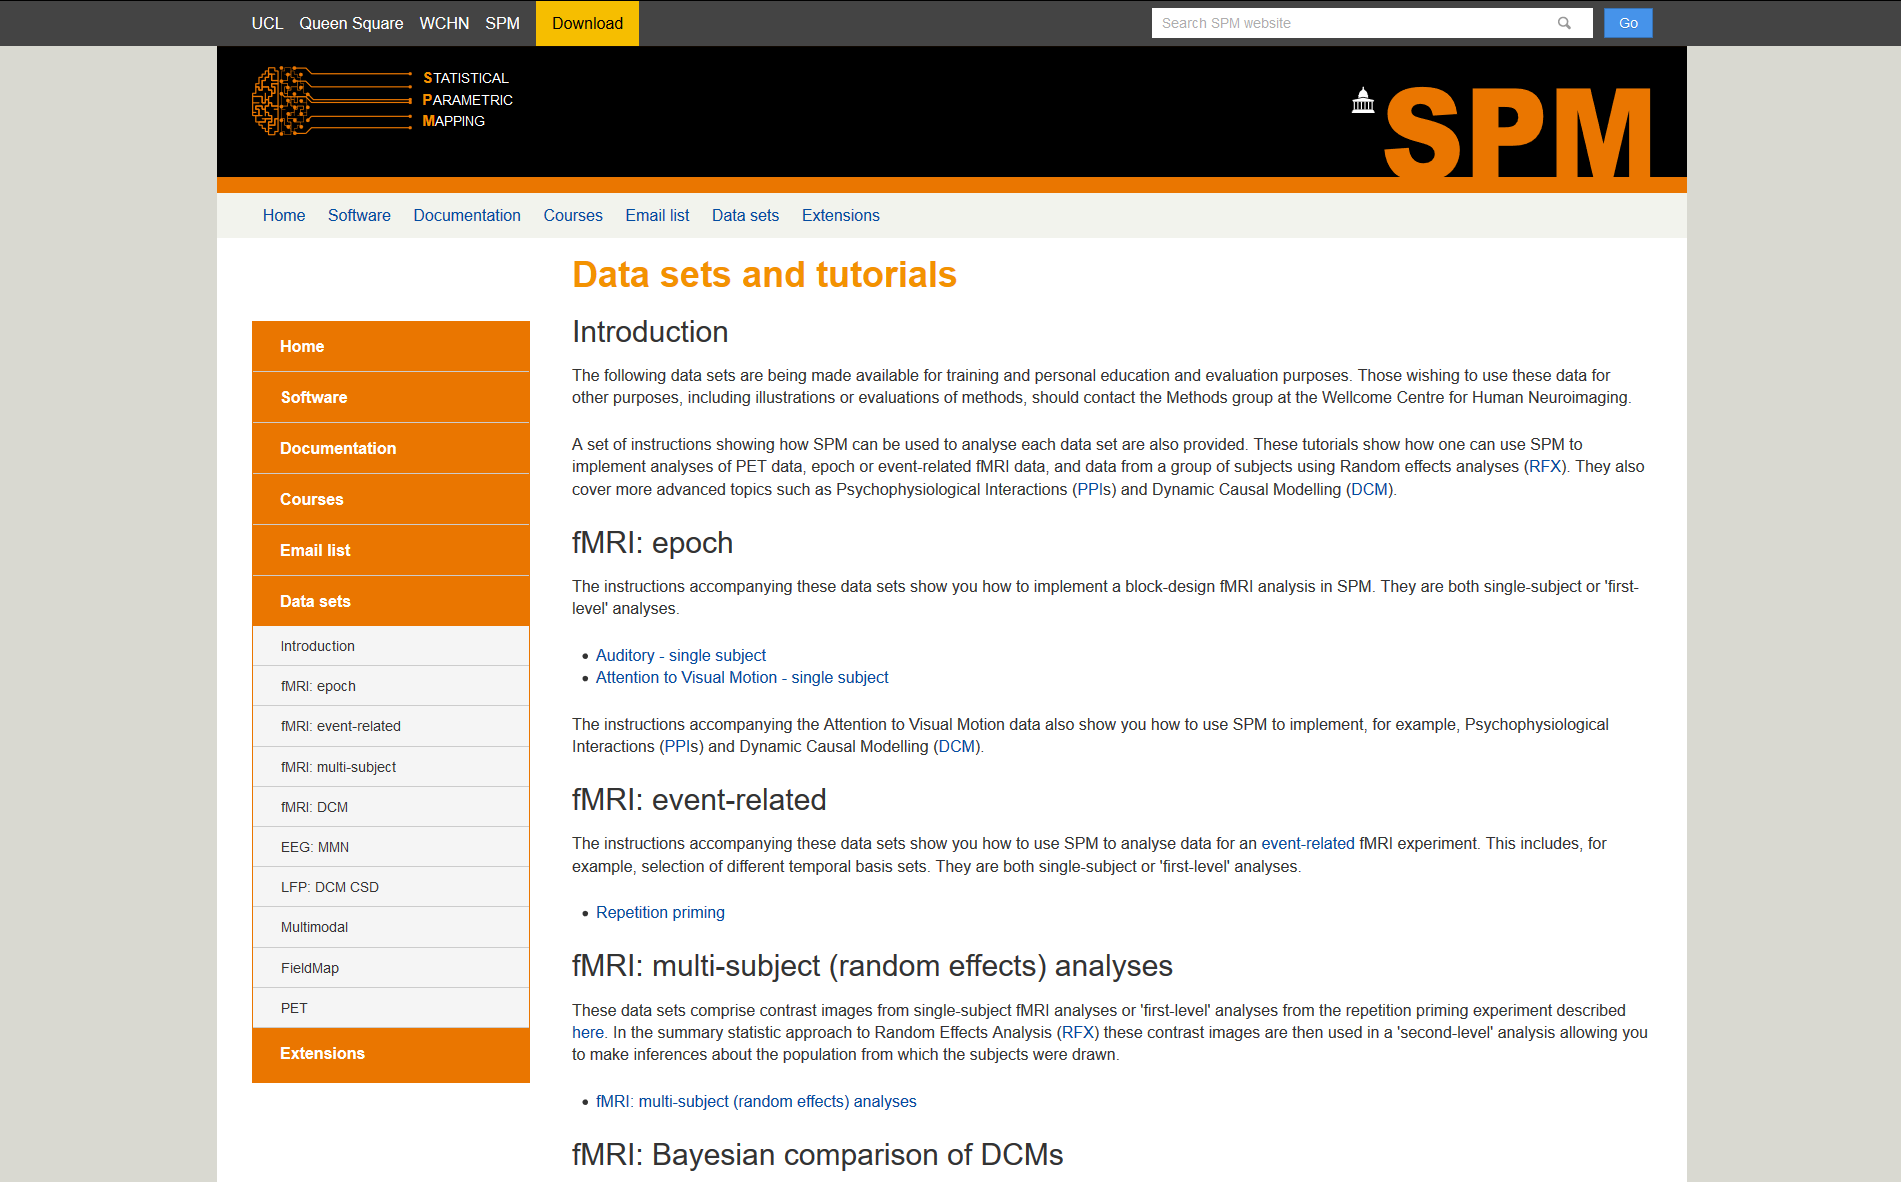 UCL Queen Square WCHN SPM Download Search SPM website Go
STATISTICAL
PARAMETRIC
MAPPING
SPM
Home Software Documentation Courses Email list Data sets Extensions
Home
Software
Documentation
Courses
Email list
Data sets
Introduction
fMRI: epoch
fMRI: event-related
fMRI: multi-subject
fMRI: DCM
EEG: MMN
LFP: DCM CSD
Multimodal
FieldMap
PET
Extensions
Data sets and tutorials
Introduction
The following data sets are being made available for training and personal education and evaluation purposes. Those wishing to use these data for
other purposes, including illustrations or evaluations of methods, should contact the Methods group at the Wellcome Centre for Human Neuroimaging.
A set of instructions showing how SPM can be used to analyse each data set are also provided. These tutorials show how one can use SPM to
implement analyses of PET data, epoch or event-related fMRI data, and data from a group of subjects using Random effects analyses (RFX). They also
cover more advanced topics such as Psychophysiological Interactions (PPIs) and Dynamic Causal Modelling (DCM).
fMRI: epoch
The instructions accompanying these data sets show you how to implement a block-design fMRI analysis in SPM. They are both single-subject or 'first-
level' analyses.
• Auditory - single subject
• Attention to Visual Motion - single subject
The instructions accompanying the Attention to Visual Motion data also show you how to use SPM to implement, for example, Psychophysiological
Interactions (PPIs) and Dynamic Causal Modelling (DCM).
fMRI: event-related
The instructions accompanying these data sets show you how to use SPM to analyse data for an event-related fMRI experiment. This includes, for
example, selection of different temporal basis sets. They are both single-subject or 'first-level' analyses.
• Repetition priming
fMRI: multi-subject (random effects) analyses
These data sets comprise contrast images from single-subject fMRI analyses or 'first-level' analyses from the repetition priming experiment described
here. In the summary statistic approach to Random Effects Analysis (RFX) these contrast images are then used in a 'second-level' analysis allowing you
to make inferences about the population from which the subjects were drawn.
• fMRI: multi-subject (random effects) analyses
fMRI: Bayesian comparison of DCMs